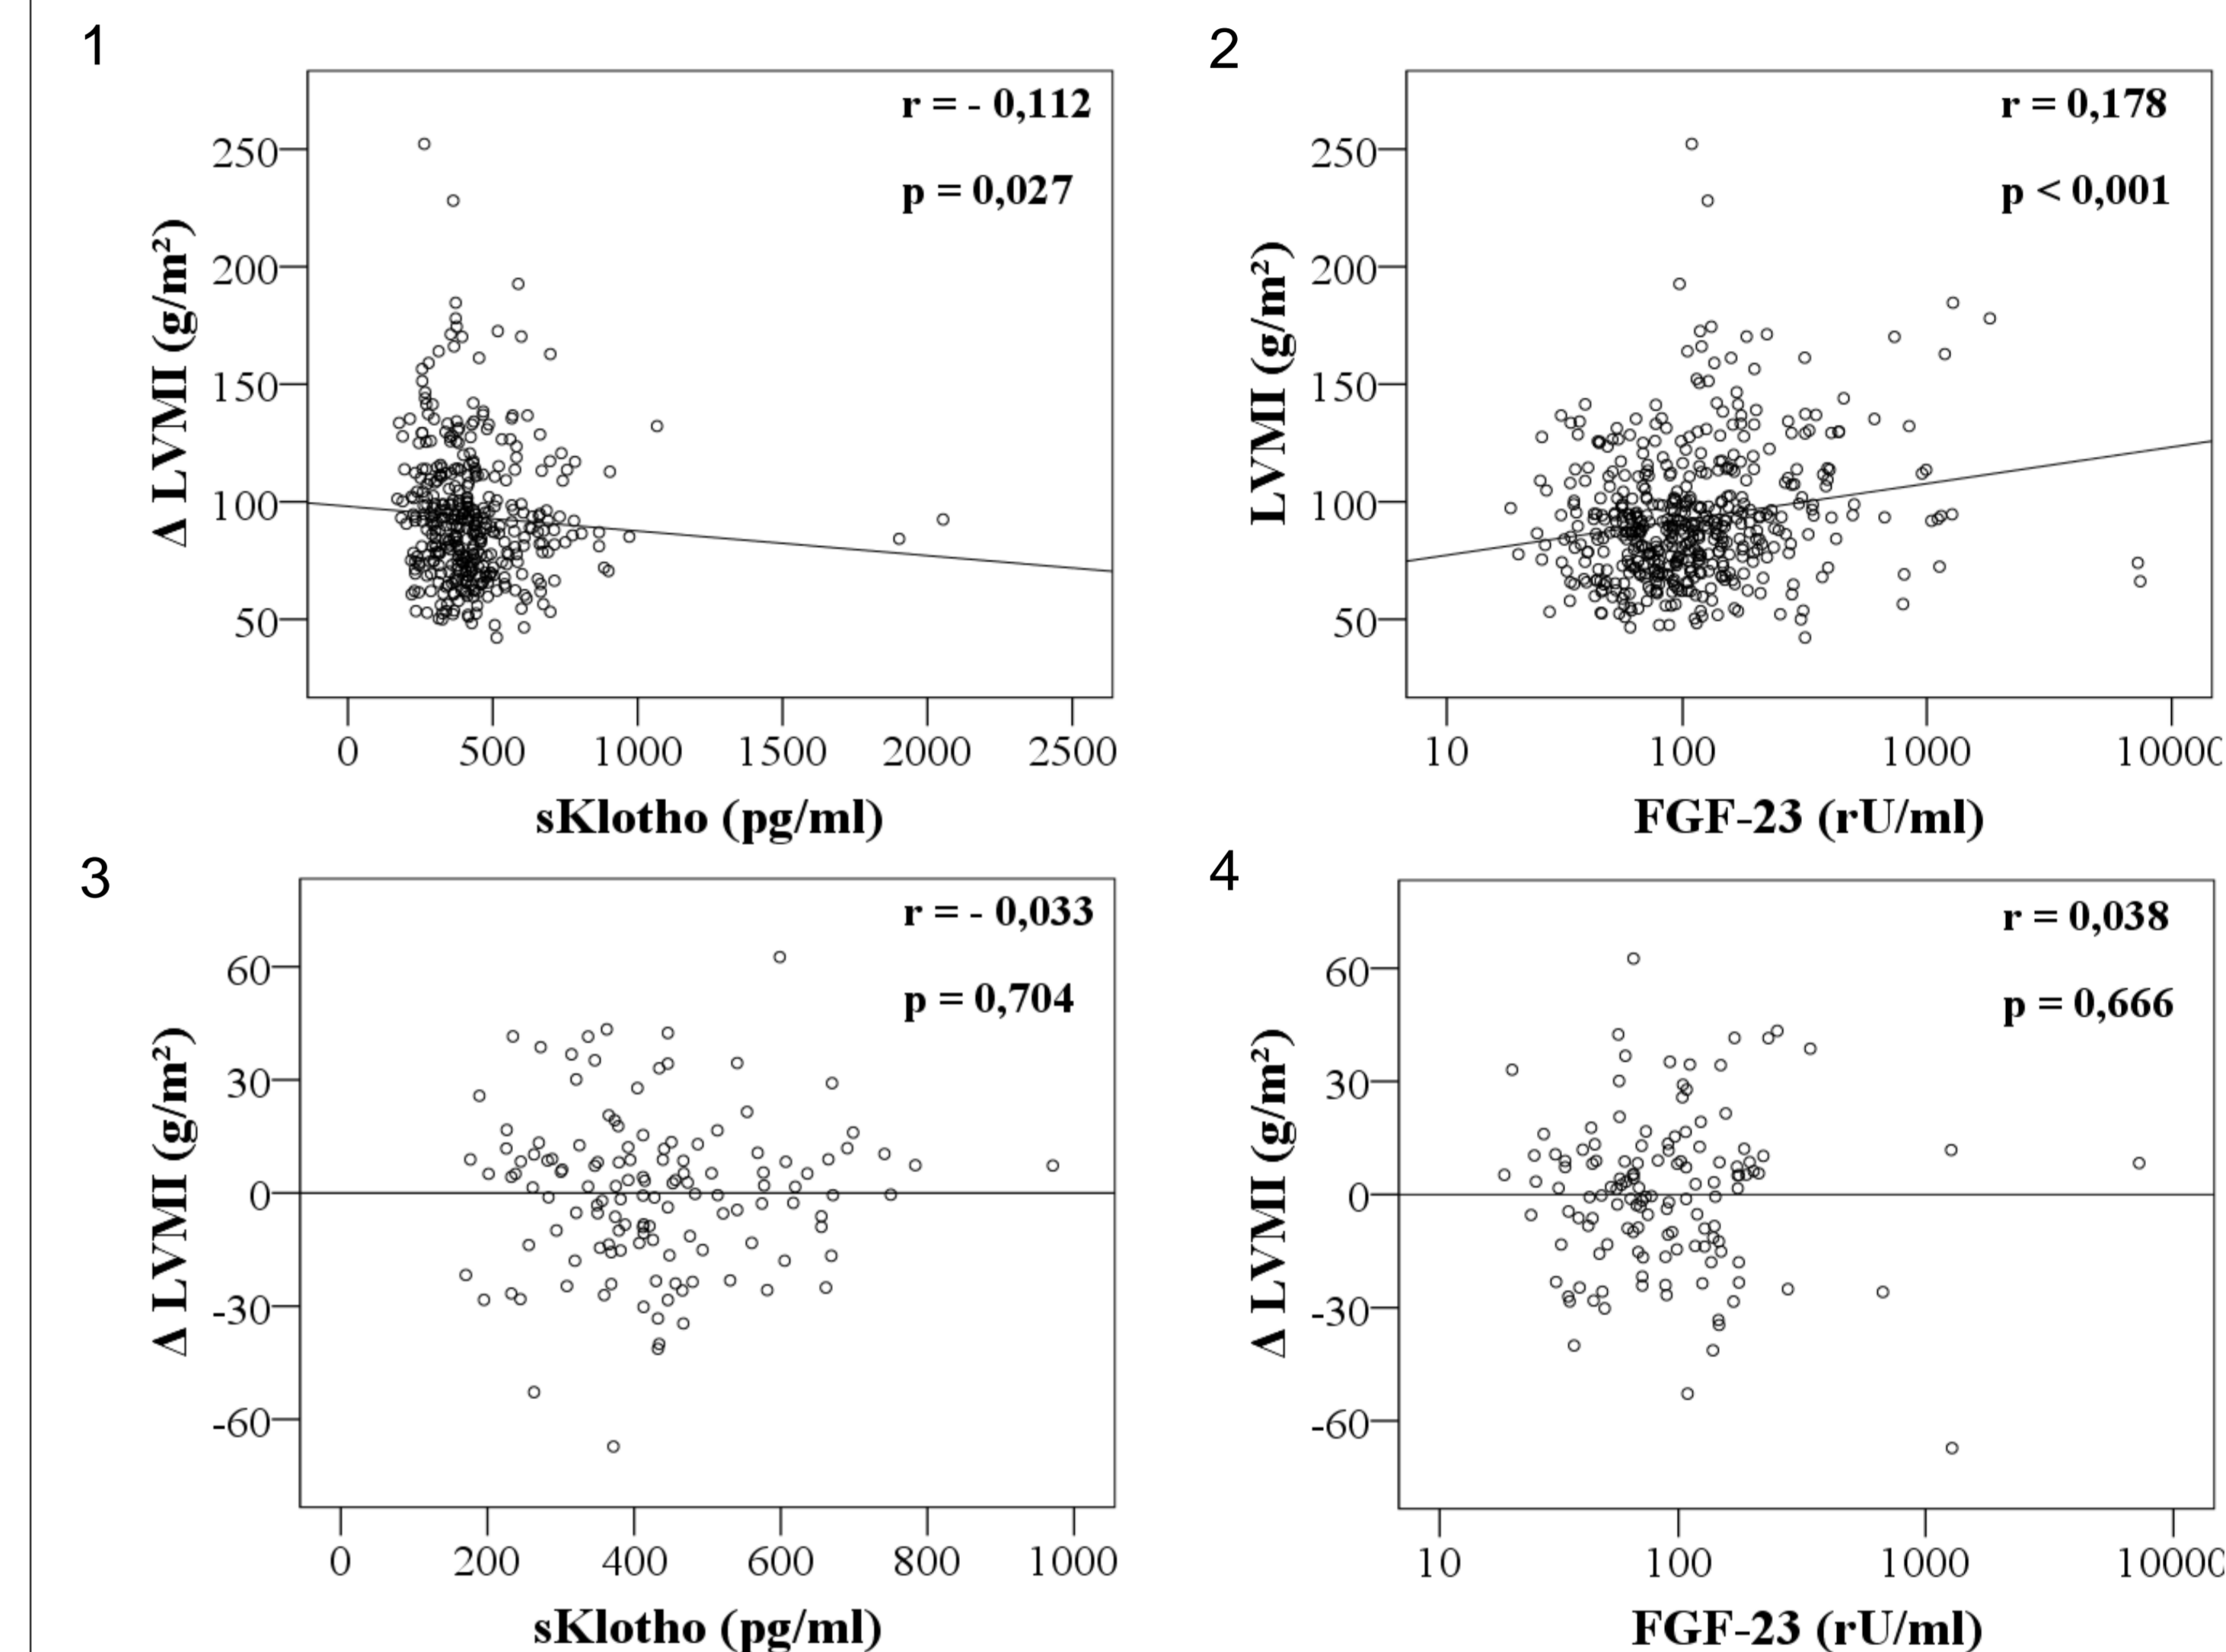 1
r = - 0,112
p = 0,027
Δ LVMI (g/m²)
250
200
150
100
50
0 500 1000 1500 2000 2500
sKlotho (pg/ml)
2
r = 0,178
p < 0,001
LVMI (g/m²)
250
200
150
100
50
10 100 1000 10000
FGF-23 (rU/ml)
3
r = - 0,033
p = 0,704
Δ LVMI (g/m²)
60
30
0
-30
-60
0 200 400 600 800 1000
sKlotho (pg/ml)
4
r = 0,038
p = 0,666
Δ LVMI (g/m²)
60
30
0
-30
-60
10 100 1000 10000
FGF-23 (rU/ml)